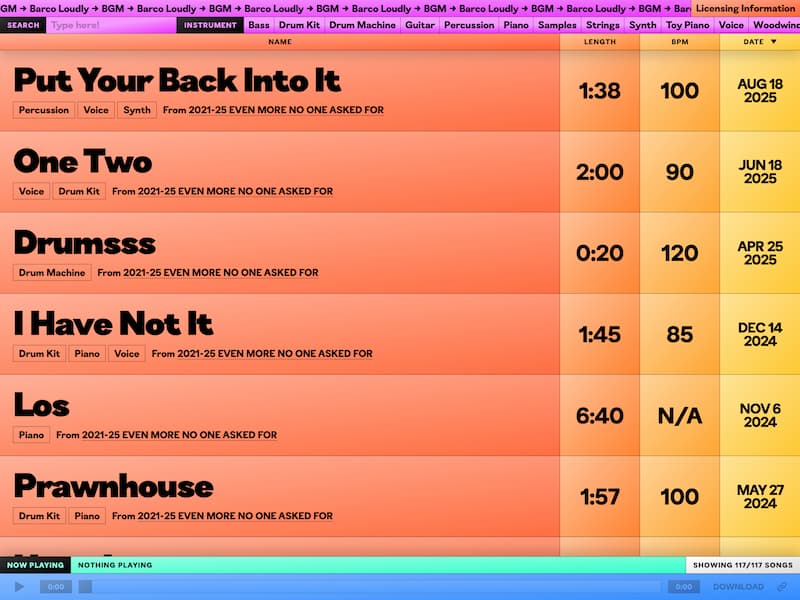 GM → Barco Loudly → BGM → Barco Loudly → BGM → Barco Loudly → BGM → Barco Loudly → BGM → Barco Loudly → BGM → Barco Loudly → BGM → Bar Licensing Information
SEARCH Type here! INSTRUMENT Bass Drum Kit Drum Machine Guitar Percussion Piano Samples Strings Synth Toy Piano Voice Woodwind
NAME LENGTH BPM DATE ▼
Put Your Back Into It 1:38 100 AUG 18 2025
Percussion Voice Synth From 2021-25 EVEN MORE NO ONE ASKED FOR
One Two 2:00 90 JUN 18 2025
Voice Drum Kit From 2021-25 EVEN MORE NO ONE ASKED FOR
Drumsss 0:20 120 APR 25 2025
Drum Machine From 2021-25 EVEN MORE NO ONE ASKED FOR
I Have Not It 1:45 85 DEC 14 2024
Drum Kit Piano Voice From 2021-25 EVEN MORE NO ONE ASKED FOR
Los 6:40 N/A NOV 6 2024
Piano From 2021-25 EVEN MORE NO ONE ASKED FOR
Prawnhouse 1:57 100 MAY 27 2024
Drum Kit Piano From 2021-25 EVEN MORE NO ONE ASKED FOR
NOW PLAYING NOTHING PLAYING SHOWING 117/117 SONGS
0:00 0:00 DOWNLOAD